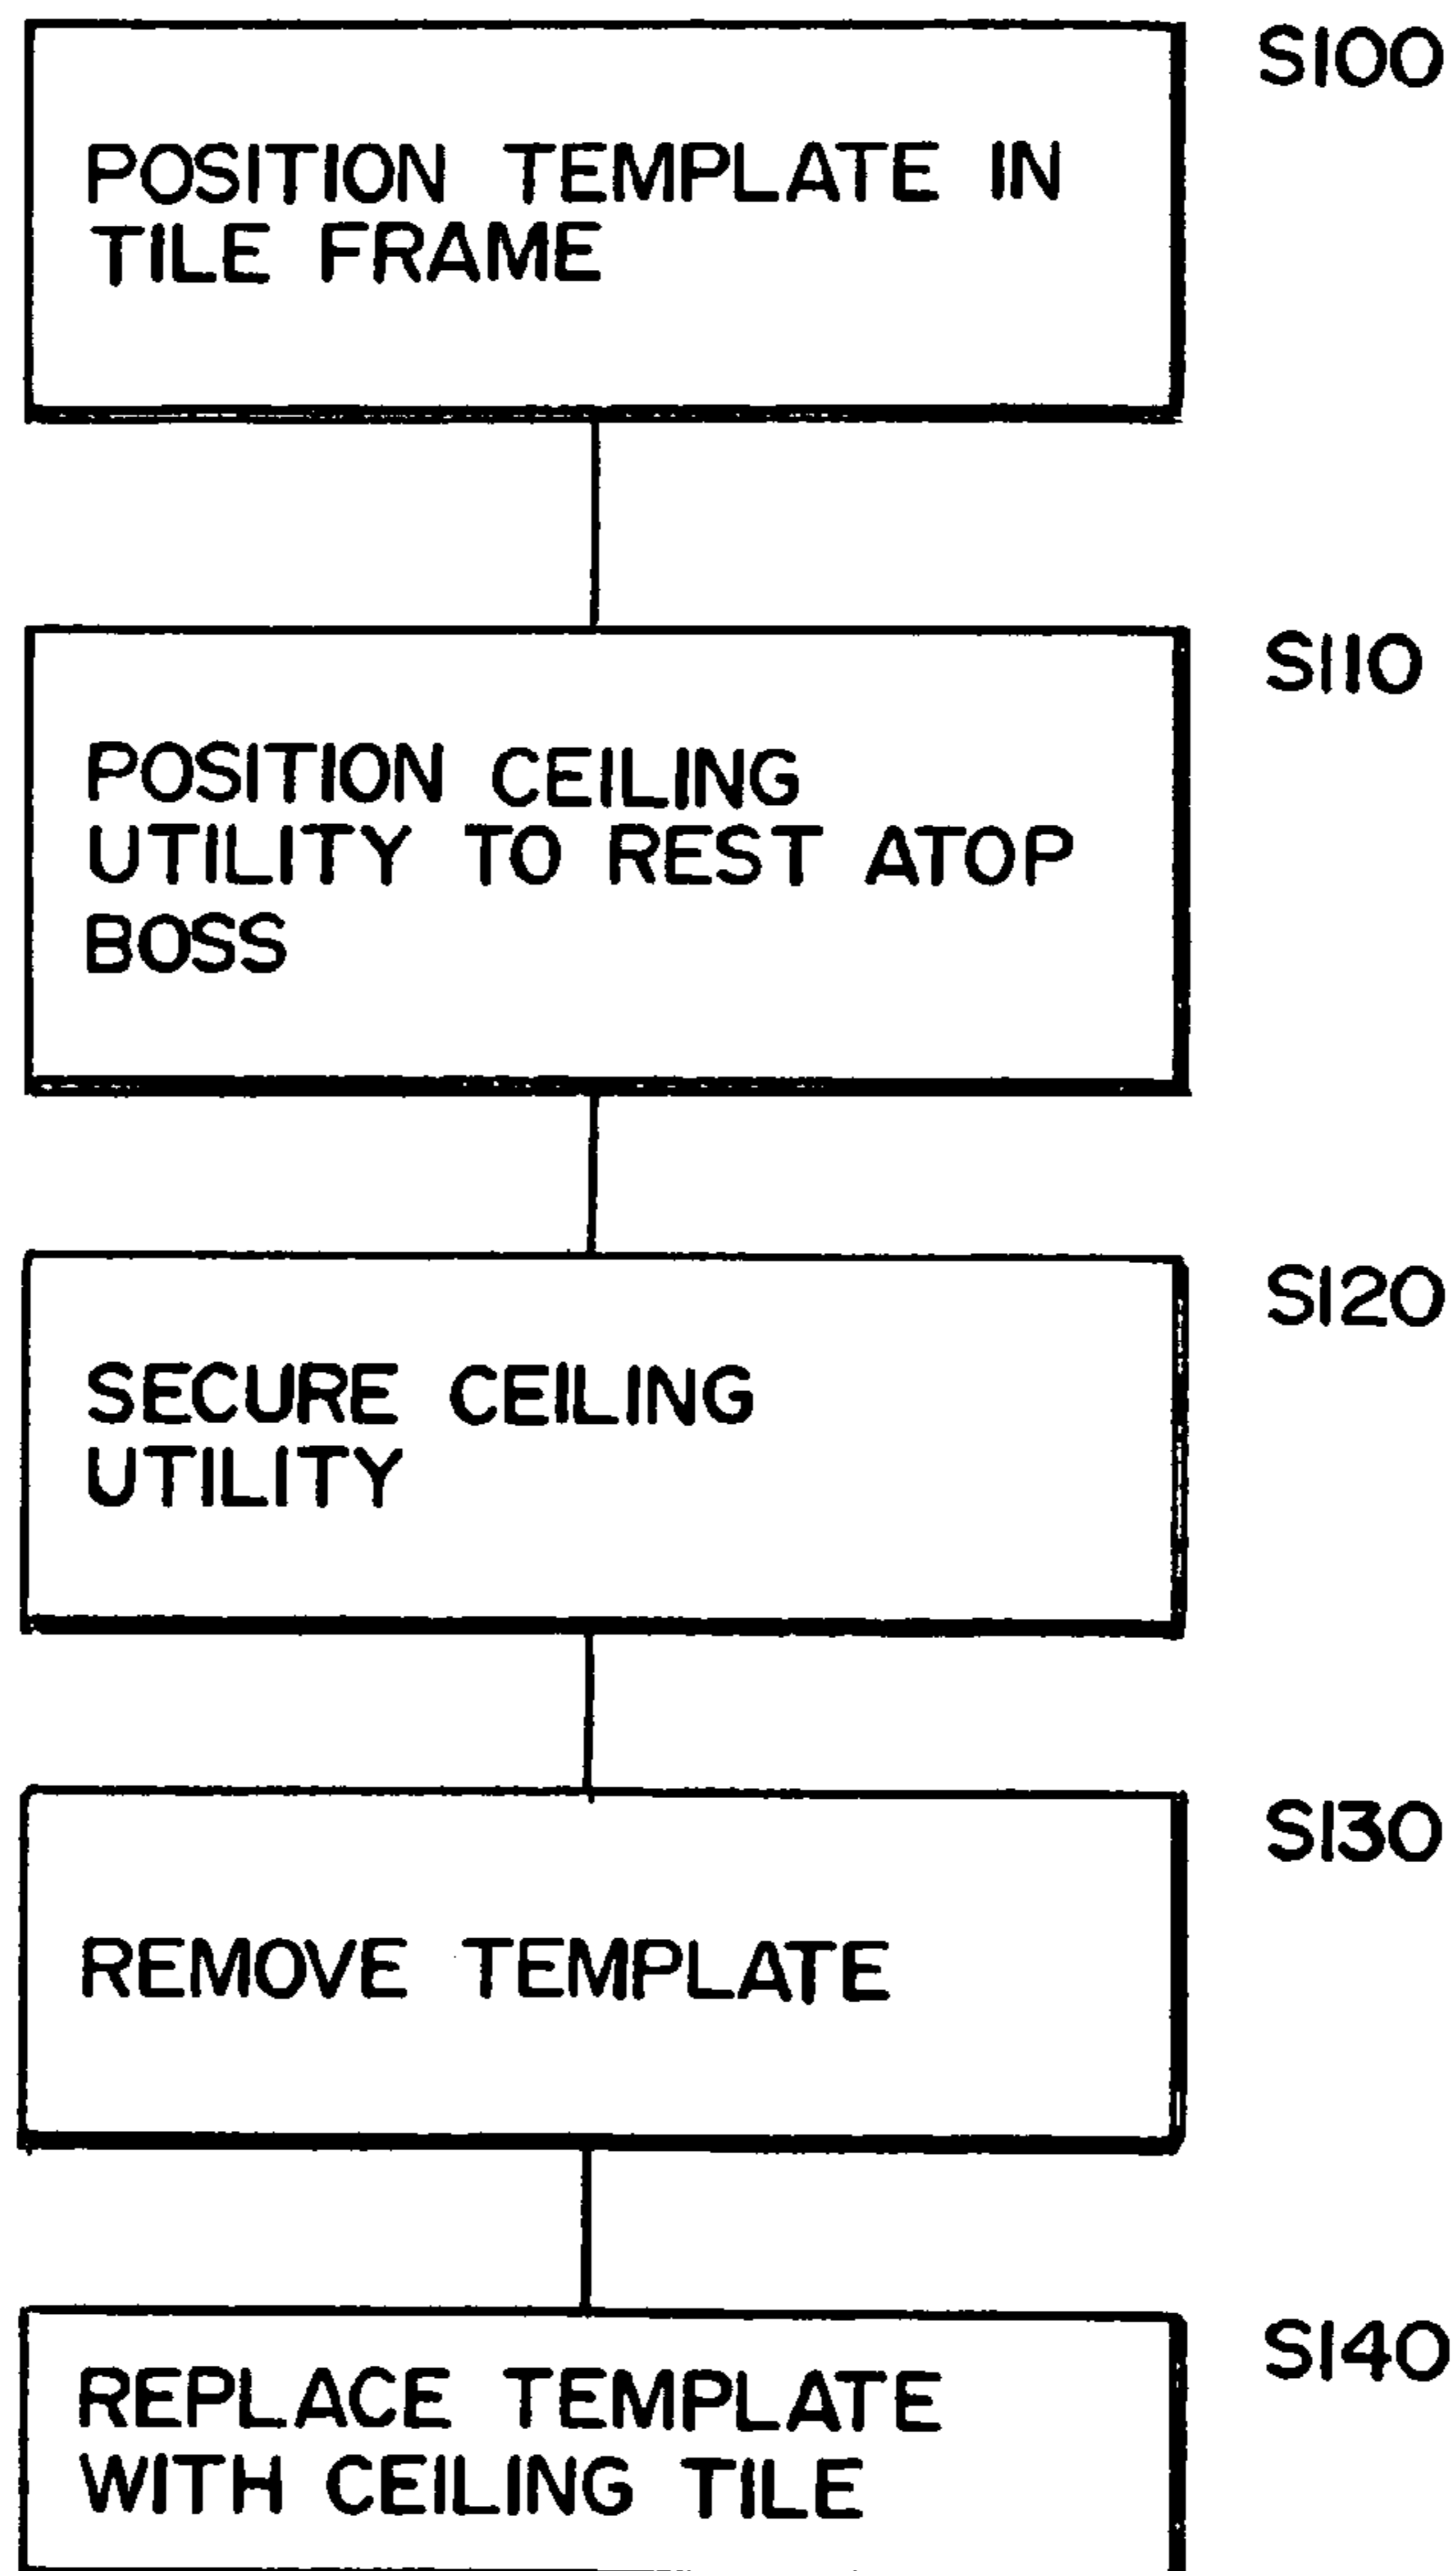 S100
POSITION TEMPLATE IN
TILE FRAME
S110
POSITION CEILING
UTILITY TO REST ATOP
BOSS
S120
SECURE CEILING
UTILITY
S130
REMOVE TEMPLATE
S140
REPLACE TEMPLATE
WITH CEILING TILE